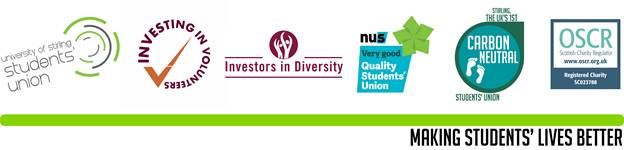 university of stirling
students
union
INVESTING IN VOLUNTEERS
Investors in Diversity
nus
Very good
Quality
Students'
Union
STIRLING,
THE UK'S 1ST
CARBON
NEUTRAL
STUDENTS' UNION
OSCR
Scottish Charity Regulator
www.oscr.org.uk
Registered Charity
SC023788
MAKING STUDENTS' LIVES BETTER